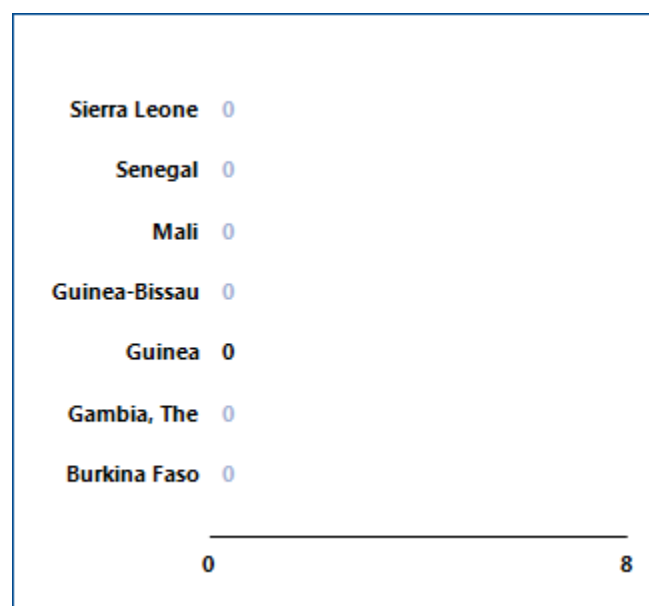 Sierra Leone 0
Senegal 0
Mali 0
Guinea-Bissau 0
Guinea 0
Gambia, The 0
Burkina Faso 0
0 8